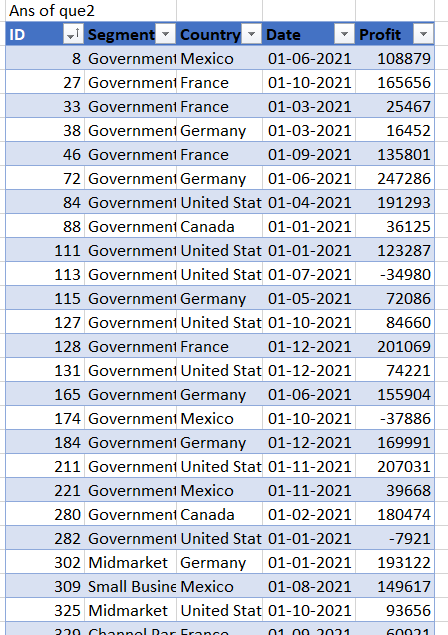 Ans of que2
ID Segment Country Date Profit
8 Government Mexico 01-06-2021 108879
27 Government France 01-10-2021 165656
33 Government France 01-03-2021 25467
38 Government Germany 01-03-2021 16452
46 Government France 01-09-2021 135801
72 Government Germany 01-06-2021 247286
84 Government United Stat 01-04-2021 191293
88 Government Canada 01-01-2021 36125
111 Government United Stat 01-01-2021 123287
113 Government United Stat 01-07-2021 -34980
115 Government Germany 01-05-2021 72086
127 Government United Stat 01-10-2021 84660
128 Government France 01-12-2021 201069
131 Government United Stat 01-12-2021 74221
165 Government Germany 01-06-2021 155904
174 Government Mexico 01-10-2021 -37886
184 Government Germany 01-12-2021 169991
211 Government United Stat 01-11-2021 207031
221 Government Mexico 01-11-2021 39668
280 Government Canada 01-02-2021 180474
282 Government United Stat 01-01-2021 -7921
302 Midmarket Germany 01-01-2021 193122
309 Small Busine Mexico 01-08-2021 149617
325 Midmarket United Stat 01-10-2021 93656
329 Channel Par France 01-09-2021 60921